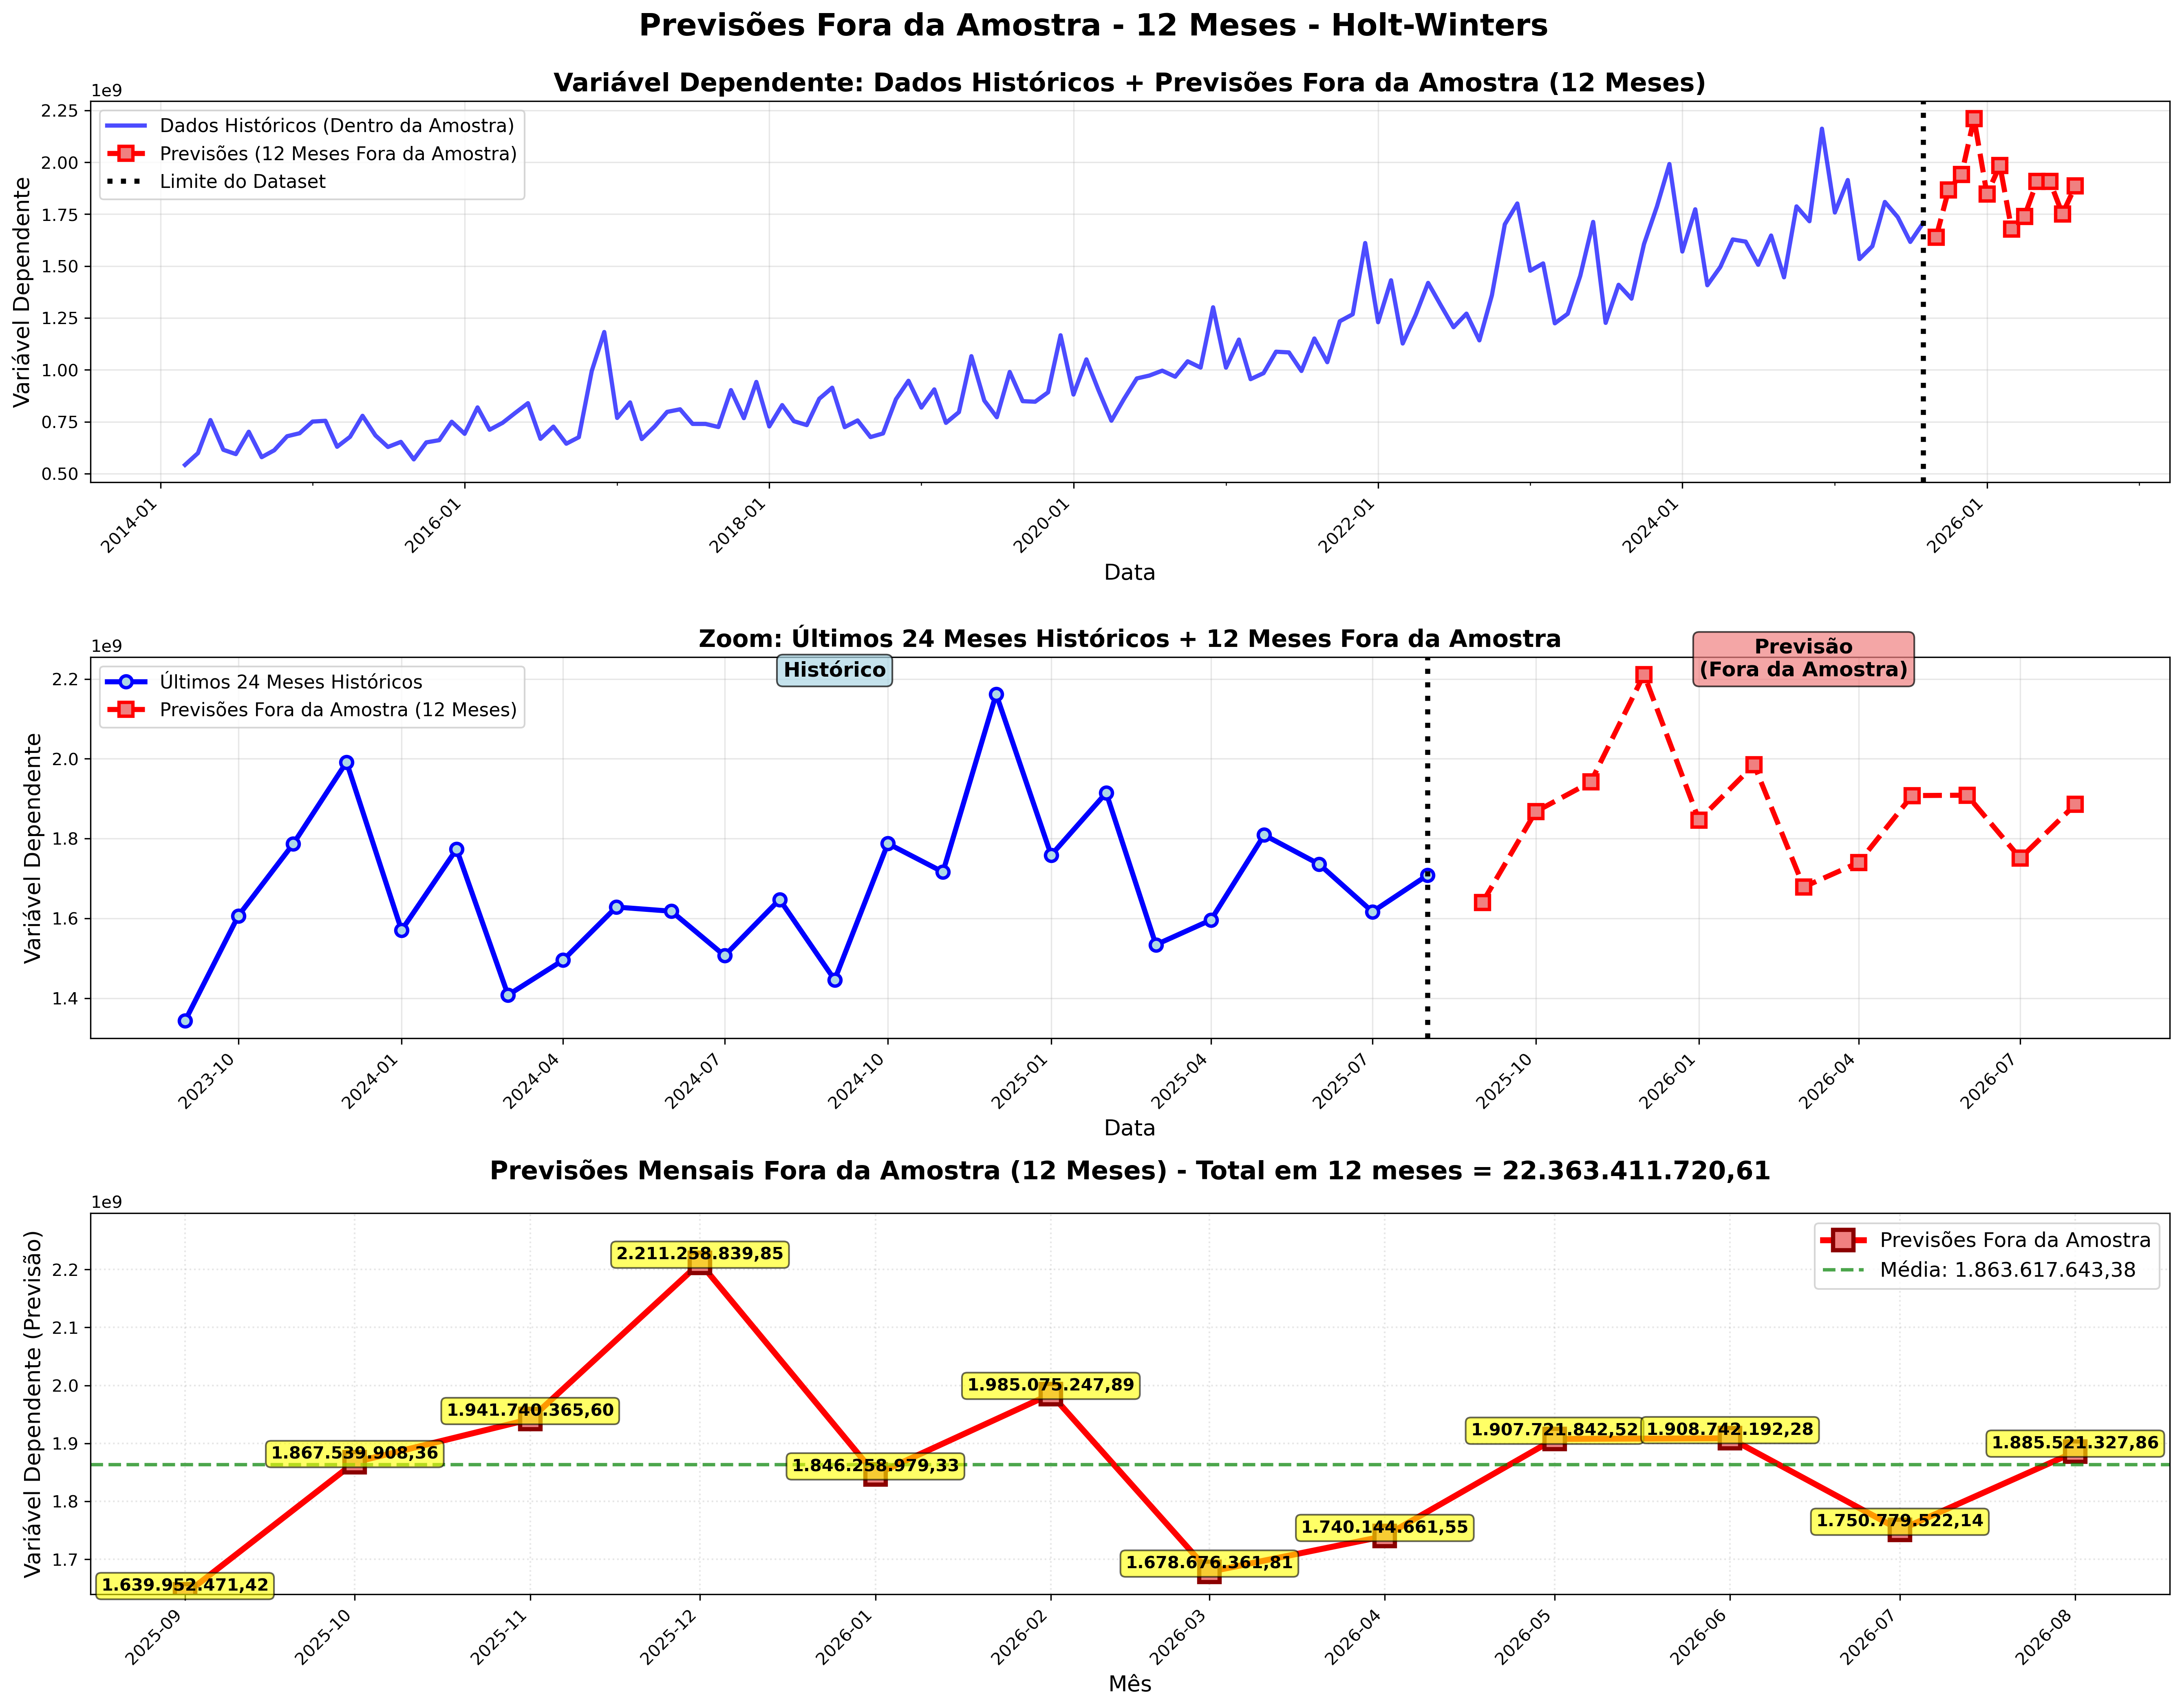 Previsões Fora da Amostra - 12 Meses - Holt-Winters
Variável Dependente: Dados Históricos + Previsões Fora da Amostra (12 Meses)
1e9
Dados Históricos (Dentro da Amostra)
Previsões (12 Meses Fora da Amostra)
Limite do Dataset
Variável Dependente
2.25
2.00
1.75
1.50
1.25
1.00
0.75
0.50
2014-01
2016-01
2018-01
2020-01
2022-01
2024-01
2026-01
Data
Zoom: Últimos 24 Meses Históricos + 12 Meses Fora da Amostra
1e9
Últimos 24 Meses Históricos
Previsões Fora da Amostra (12 Meses)
Histórico
Previsão
(Fora da Amostra)
Variável Dependente
2.2
2.0
1.8
1.6
1.4
2023-10
2024-01
2024-04
2024-07
2024-10
2025-01
2025-04
2025-07
2025-10
2026-01
2026-04
2026-07
Data
Previsões Mensais Fora da Amostra (12 Meses) - Total em 12 meses = 22.363.411.720,61
1e9
Previsões Fora da Amostra
Média: 1.863.617.643,38
Variável Dependente (Previsão)
2.2
2.1
2.0
1.9
1.8
1.7
1.639.952.471,42
1.867.539.908,36
1.941.740.365,60
2.211.258.839,85
1.846.258.979,33
1.985.075.247,89
1.678.676.361,81
1.740.144.661,55
1.907.721.842,52
1.908.742.192,28
1.750.779.522,14
1.885.521.327,86
2025-09
2025-10
2025-11
2025-12
2026-01
2026-02
2026-03
2026-04
2026-05
2026-06
2026-07
2026-08
Mês